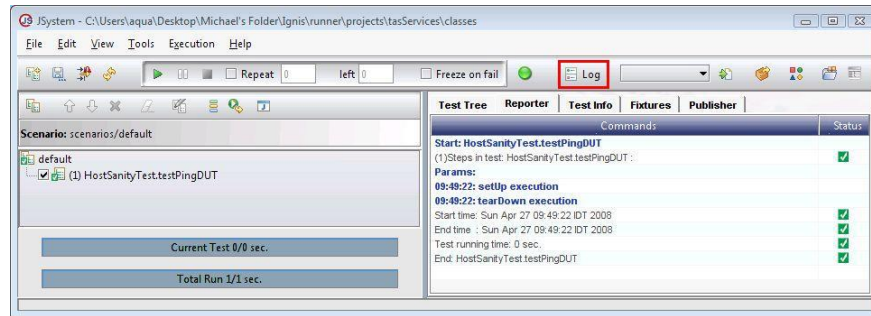 JSystem - C:\Users\aqua\Desktop\Michael's Folder\Ignis\runner\projects\tasServices\classes
File Edit View Tools Execution Help
Repeat 0 left 0 Freeze on fail Log
Scenario: scenarios/default
default
(1) HostSanityTest.testPingDUT
Current Test 0/0 sec.
Total Run 1/1 sec.
Test Tree Reporter Test Info Fixtures Publisher
Commands Status
Start: HostSanityTest.testPingDUT
(1)Steps in test: HostSanityTest.testPingDUT :
Params:
09:49:22: setUp execution
09:49:22: tearDown execution
Start time: Sun Apr 27 09:49:22 IDT 2008
End time : Sun Apr 27 09:49:22 IDT 2008
Test running time: 0 sec.
End: HostSanityTest.testPingDUT